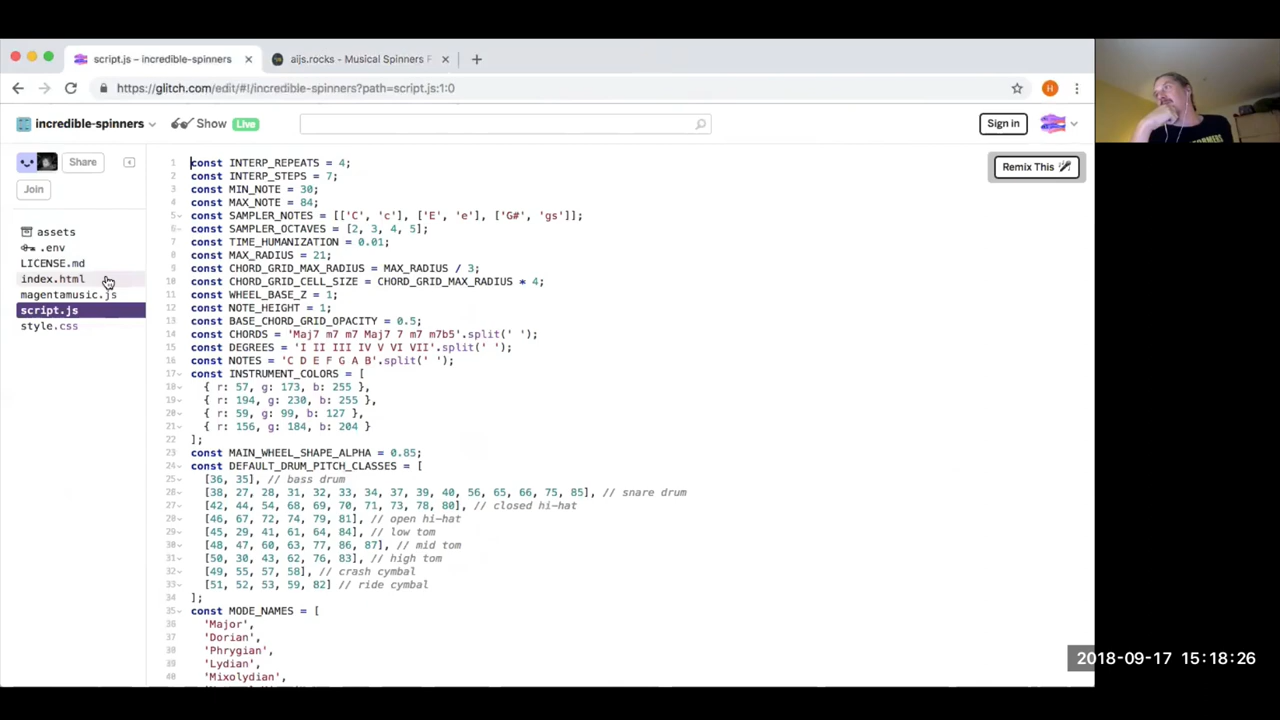 script.js – incredible-spinners
aijs.rocks - Musical Spinners F
https://glitch.com/edit/#!/incredible-spinners?path=script.js:1:0
H
incredible-spinners
Show
Live
Sign in
Share
Join
Remix This
assets
.env
LICENSE.md
index.html
magentamusic.js
script.js
style.css
1 const INTERP_REPEATS = 4;
2 const INTERP_STEPS = 7;
3 const MIN_NOTE = 30;
4 const MAX_NOTE = 84;
5 const SAMPLER_NOTES = [['C', 'c'], ['E', 'e'], ['G#', 'gs']];
6 const SAMPLER_OCTAVES = [2, 3, 4, 5];
7 const TIME_HUMANIZATION = 0.01;
8 const MAX_RADIUS = 21;
9 const CHORD_GRID_MAX_RADIUS = MAX_RADIUS / 3;
10 const CHORD_GRID_CELL_SIZE = CHORD_GRID_MAX_RADIUS * 4;
11 const WHEEL_BASE_Z = 1;
12 const NOTE_HEIGHT = 1;
13 const BASE_CHORD_GRID_OPACITY = 0.5;
14 const CHORDS = 'Maj7 m7 m7 Maj7 7 m7 m7b5'.split(' ');
15 const DEGREES = 'I II III IV V VI VII'.split(' ');
16 const NOTES = 'C D E F G A B'.split(' ');
17 const INSTRUMENT_COLORS = [
18 { r: 57, g: 173, b: 255 },
19 { r: 194, g: 230, b: 255 },
20 { r: 59, g: 99, b: 127 },
21 { r: 156, g: 184, b: 204 }
22 ];
23 const MAIN_WHEEL_SHAPE_ALPHA = 0.85;
24 const DEFAULT_DRUM_PITCH_CLASSES = [
25 [36, 35], // bass drum
26 [38, 27, 28, 31, 32, 33, 34, 37, 39, 40, 56, 65, 66, 75, 85], // snare drum
27 [42, 44, 54, 68, 69, 70, 71, 73, 78, 80], // closed hi-hat
28 [46, 67, 72, 74, 79, 81], // open hi-hat
29 [45, 29, 41, 61, 64, 84], // low tom
30 [48, 47, 60, 63, 77, 86, 87], // mid tom
31 [50, 30, 43, 62, 76, 83], // high tom
32 [49, 55, 57, 58], // crash cymbal
33 [51, 52, 53, 59, 82] // ride cymbal
34 ];
35 const MODE_NAMES = [
36 'Major',
37 'Dorian',
38 'Phrygian',
39 'Lydian',
40 'Mixolydian',
2018-09-17 15:18:26